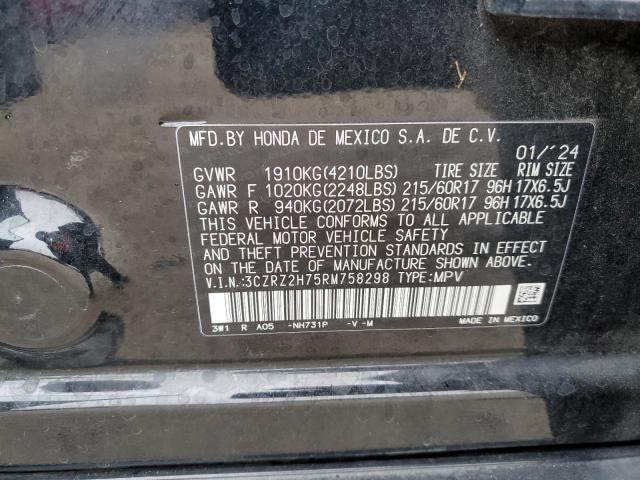 MFD.BY HONDA DE MEXICO S.A. DE C.V.
01/´24
GVWR 1910KG(4210LBS) TIRE SIZE RIM SIZE
GAWR F 1020KG(2248LBS) 215/60R17 96H 17X6.5J
GAWR R 940KG(2072LBS) 215/60R17 96H 17X6.5J
THIS VEHICLE CONFORMS TO ALL APPLICABLE
FEDERAL MOTOR VEHICLE SAFETY
AND THEFT PREVENTION STANDARDS IN EFFECT ON
THE DATE OF MANUFACTURE SHOWN ABOVE.
V.I.N.:3CZRZ2H75RM758298 TYPE:MPV
3W1 R A05 -NH731P -V -M MADE IN MEXICO